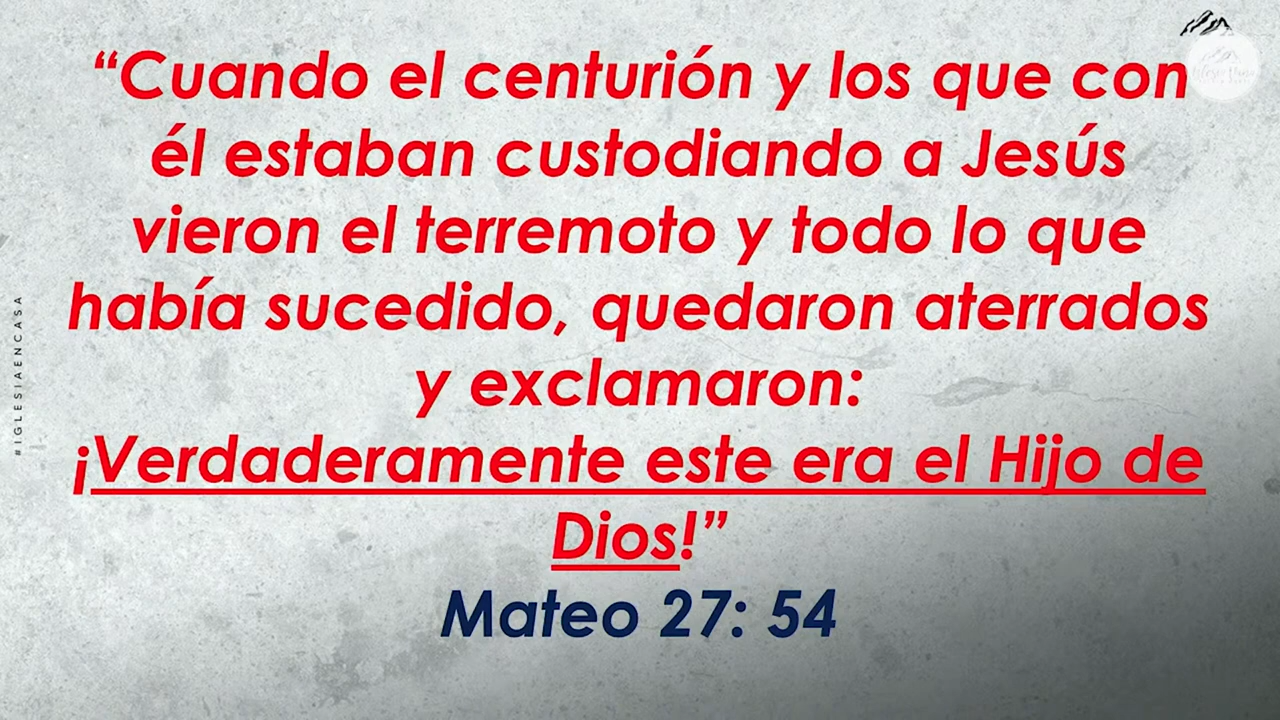 “Cuando el centurión y los que con
él estaban custodiando a Jesús
vieron el terremoto y todo lo que
había sucedido, quedaron aterrados
y exclamaron:
¡Verdaderamente este era el Hijo de
Dios!”
Mateo 27: 54
#IGLESIAENCASA